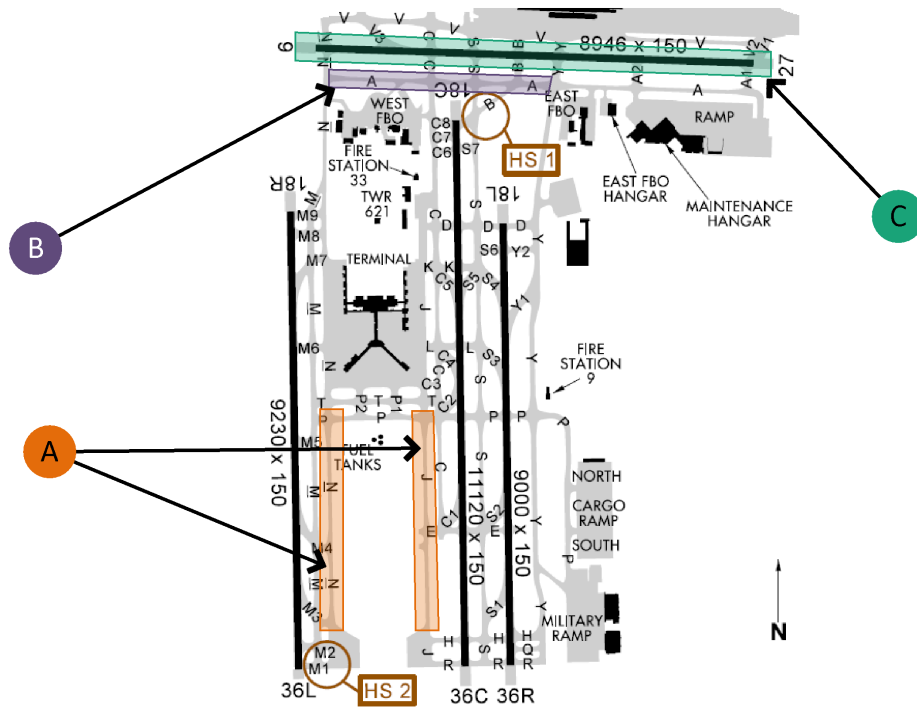 V
V
N
V
C
S
B
V
Y
8946 x 150
V
V2
V1
9
V3
27
N
C
S
B
Y
A2
A1
A
A
A
18C
B
WEST
FBO
EAST
FBO
RAMP
N
C8
C7
C6
S7
HS 1
FIRE
STATION
33
TWR
621
EAST FBO
HANGAR
MAINTENANCE
HANGAR
C
B
18R
M
M9
M8
M7
18L
S
C
D
D
D
S6
Y2
Y
TERMINAL
K
K
C5
S5
S4
M
J
Y1
M6
N
L
C4
L
S3
Y
C
C3
S
FIRE
STATION
9
T
P2
T
P1
T
C2
P
P
P
P
P
M5
FUEL
TANKS
A
9230 x 150
C
S
NORTH
CARGO
RAMP
SOUTH
M
N
J
11120 x 150
9000 x 150
C1
S2
Y
E
E
M4
P
M
N
J
M3
S1
Y
MILITARY
RAMP
N
M2
M1
J
H
S
H
H
Q
R
R
R
36L
HS 2
36C
36R